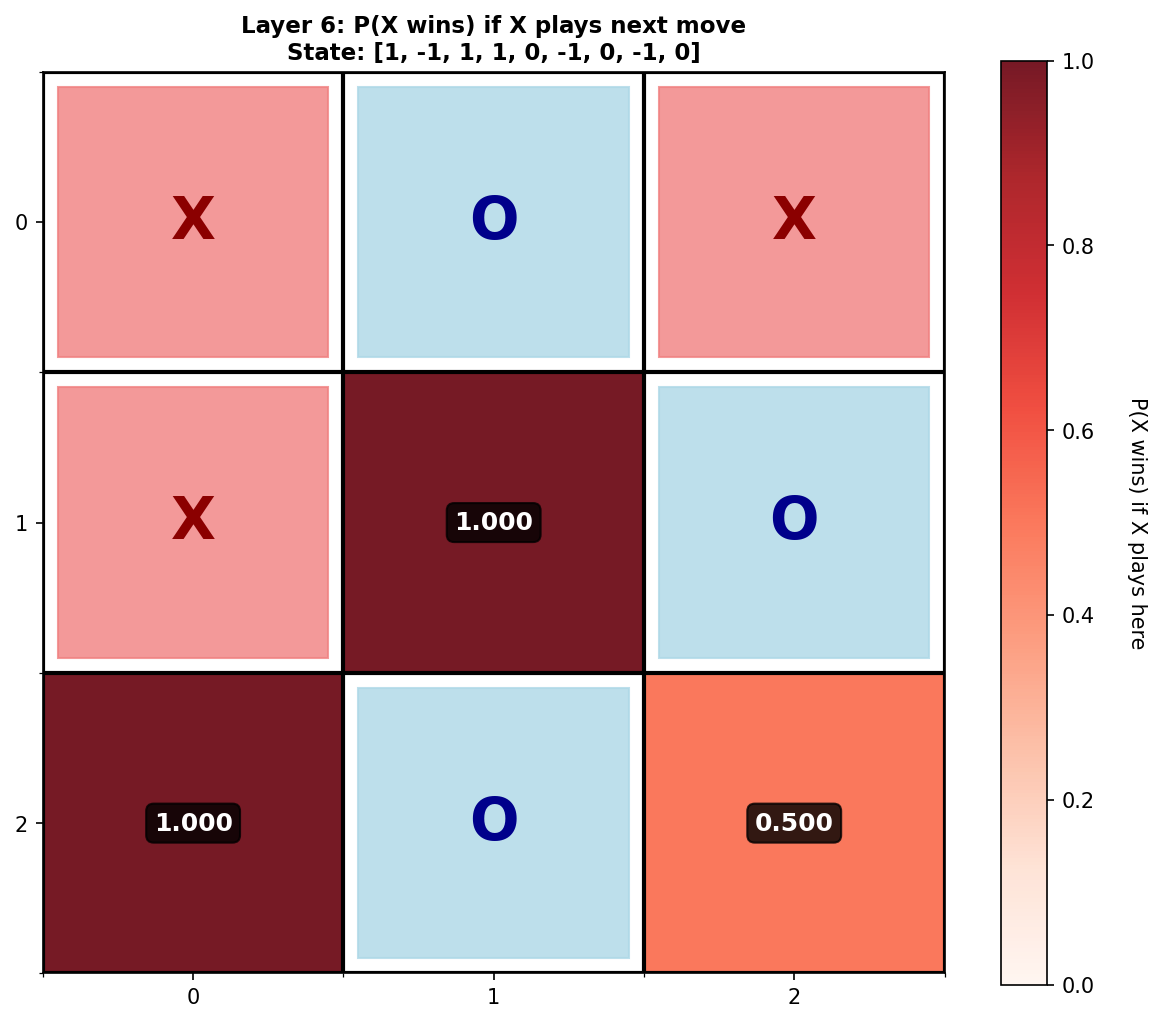 Layer 6: P(X wins) if X plays next move
State: [1, -1, 1, 1, 0, -1, 0, -1, 0]
1.0
0 X O X
0.8
0.6
1 X 1.000 O
P(X wins) if X plays here
0.4
0.2
2 1.000 O 0.500
0.0
0 1 2